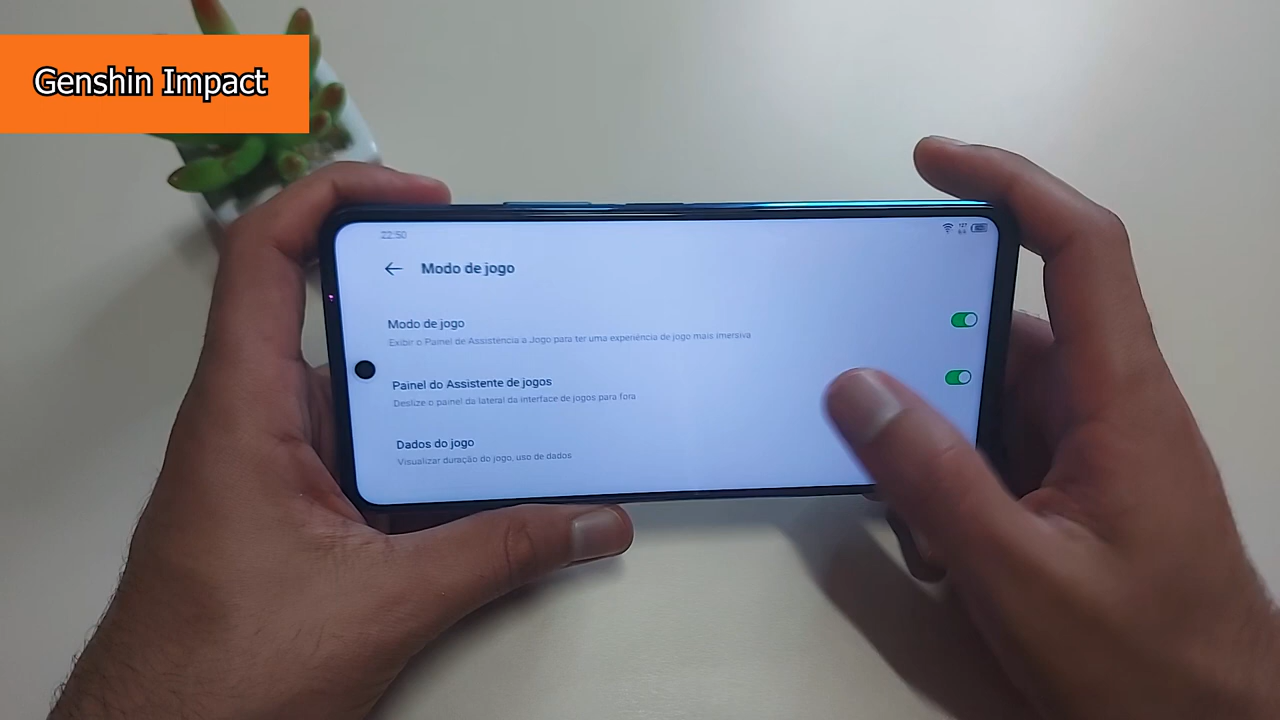 Genshin Impact
22:50
Modo de jogo
Modo de jogo
Exibir o Painel de Assistência a Jogo para ter uma experiência de jogo mais imersiva
Painel do Assistente de jogos
Deslize o painel da lateral da interface de jogos para fora
Dados do jogo
Visualizar duração do jogo, uso de dados